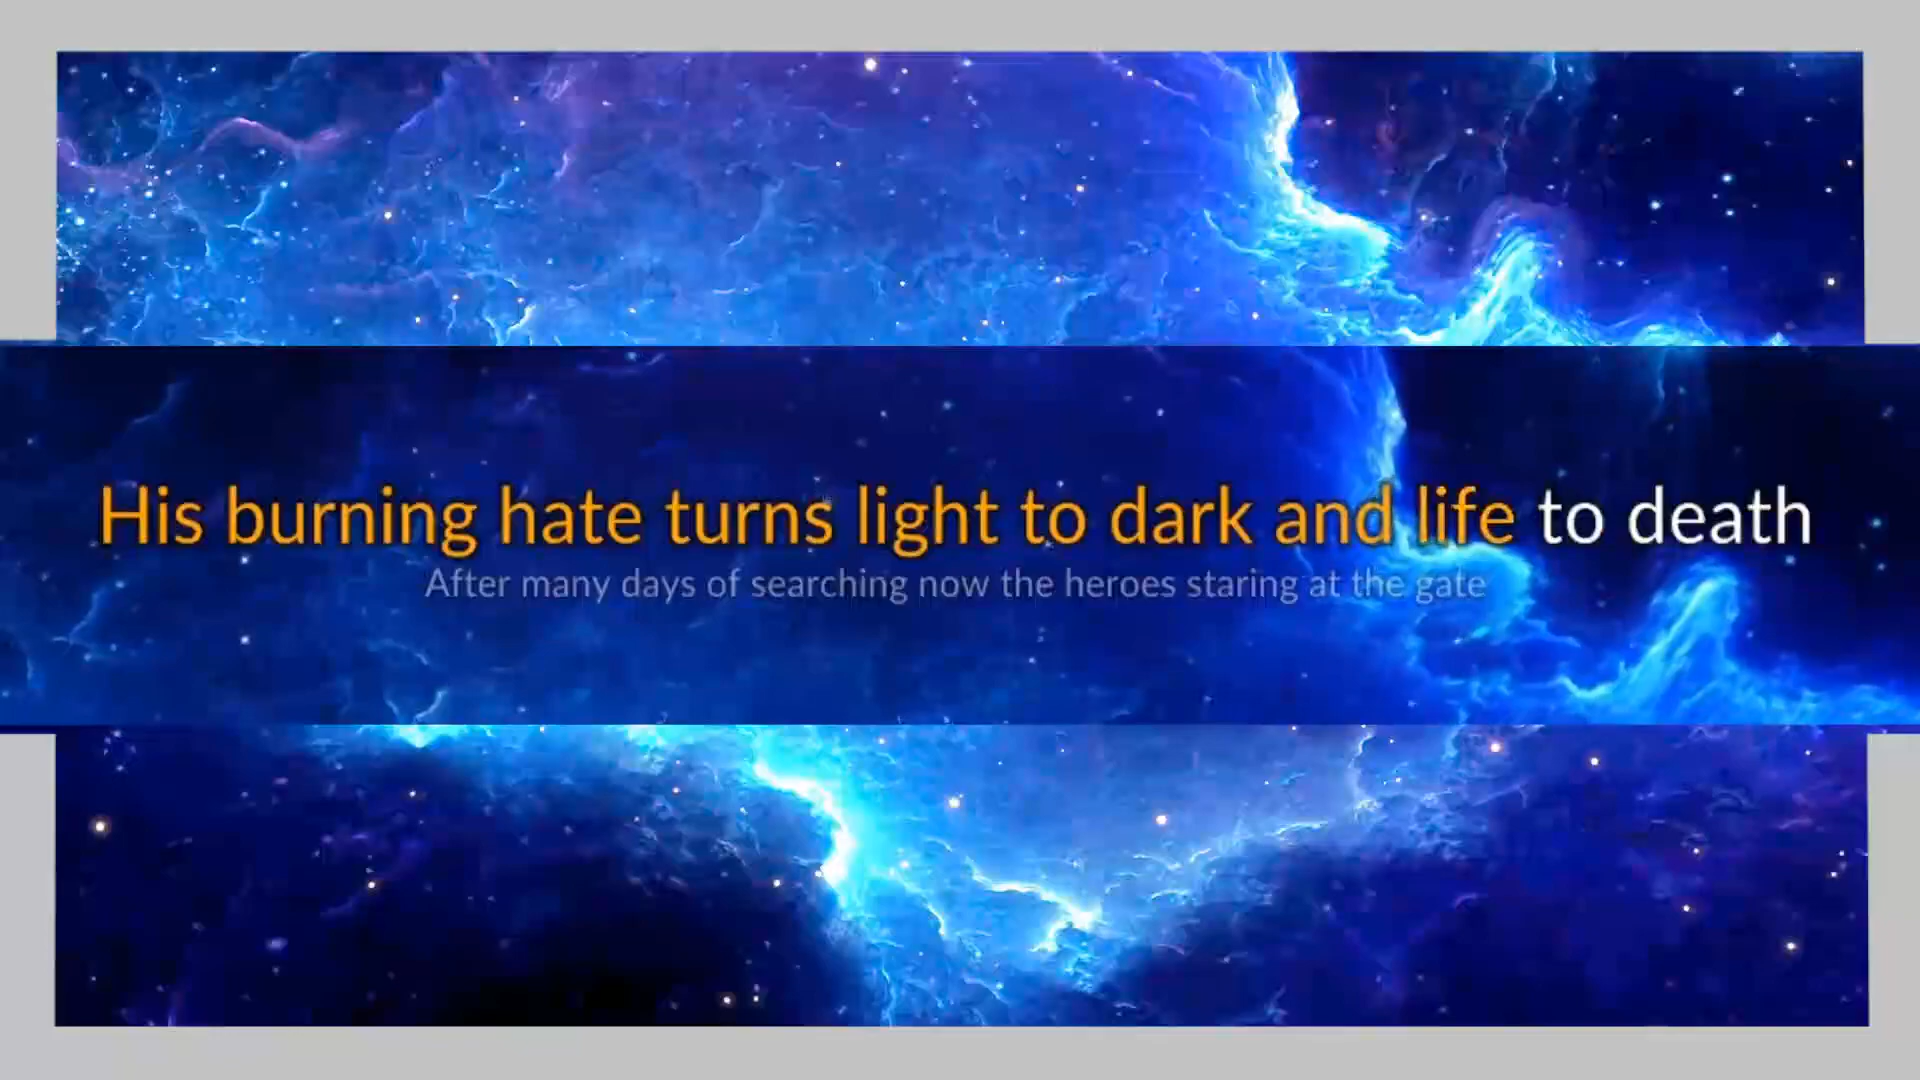 His burning hate turns light to dark and life to death
After many days of searching now the heroes staring at the gate